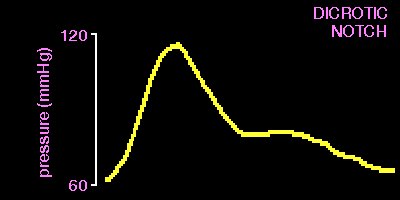 DICROTIC
NOTCH
120
pressure (mmHg)
60